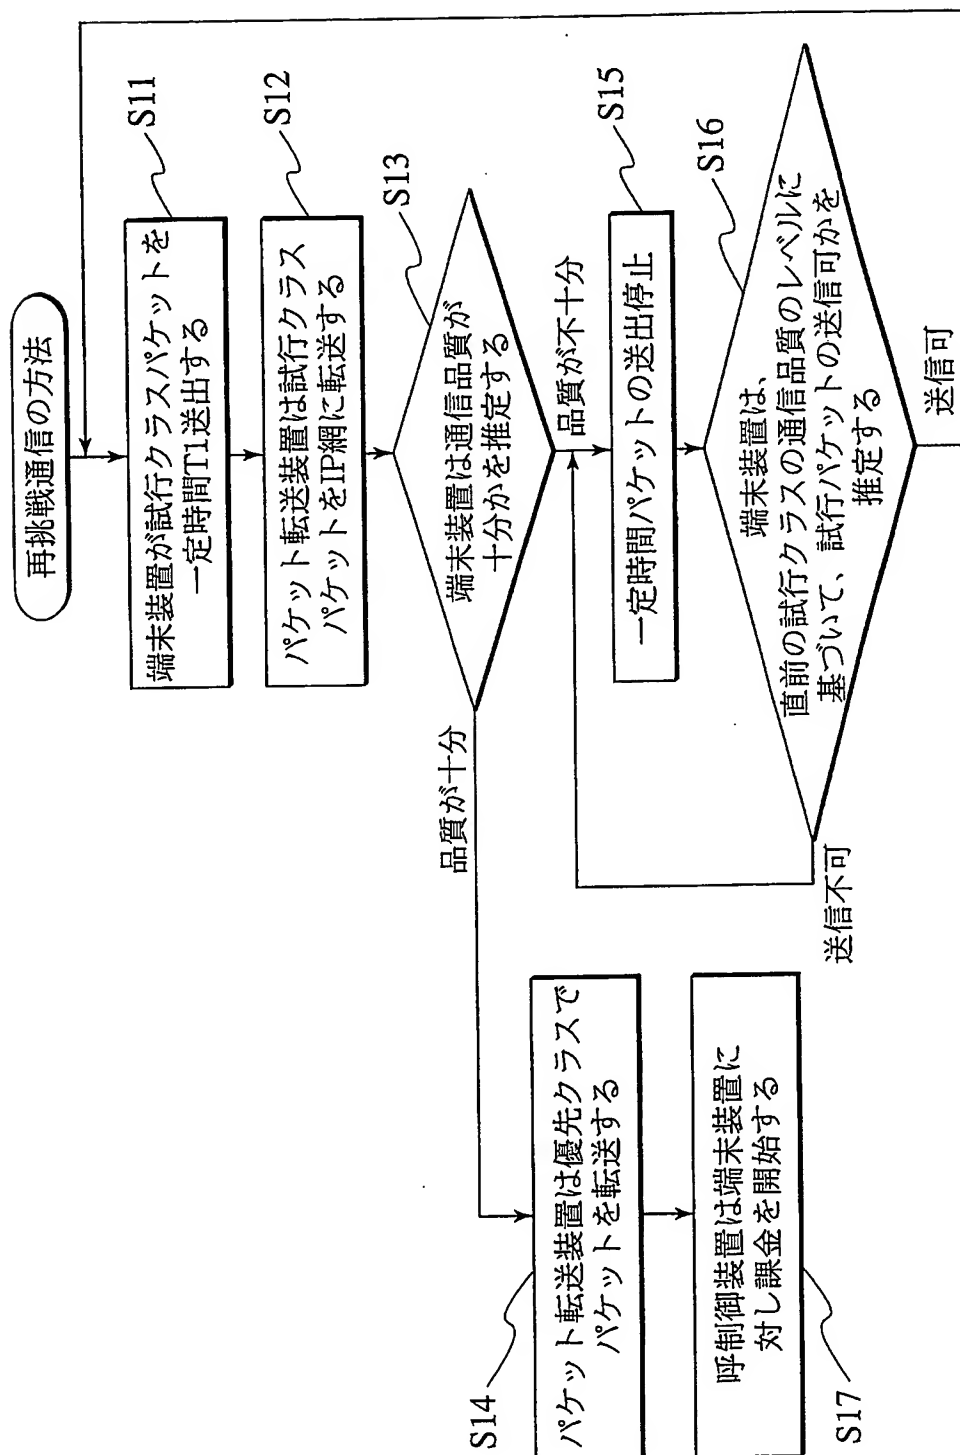 再挑戦通信の方法
S11
端末装置が試行クラスパケットを
一定時間T1送出する
S12
パケット転送装置は試行クラス
パケットをIP網に転送する
S13
端末装置は通信品質が
十分かを推定する
品質が十分
品質が不十分
S14
パケット転送装置は優先クラスで
パケットを転送する
S15
一定時間パケットの送出停止
S16
端末装置は、
直前の試行クラスの通信品質のレベルに
基づいて、試行パケットの送信可かを
推定する
送信不可
送信可
呼制御装置は端末装置に
対し課金を開始する
S17